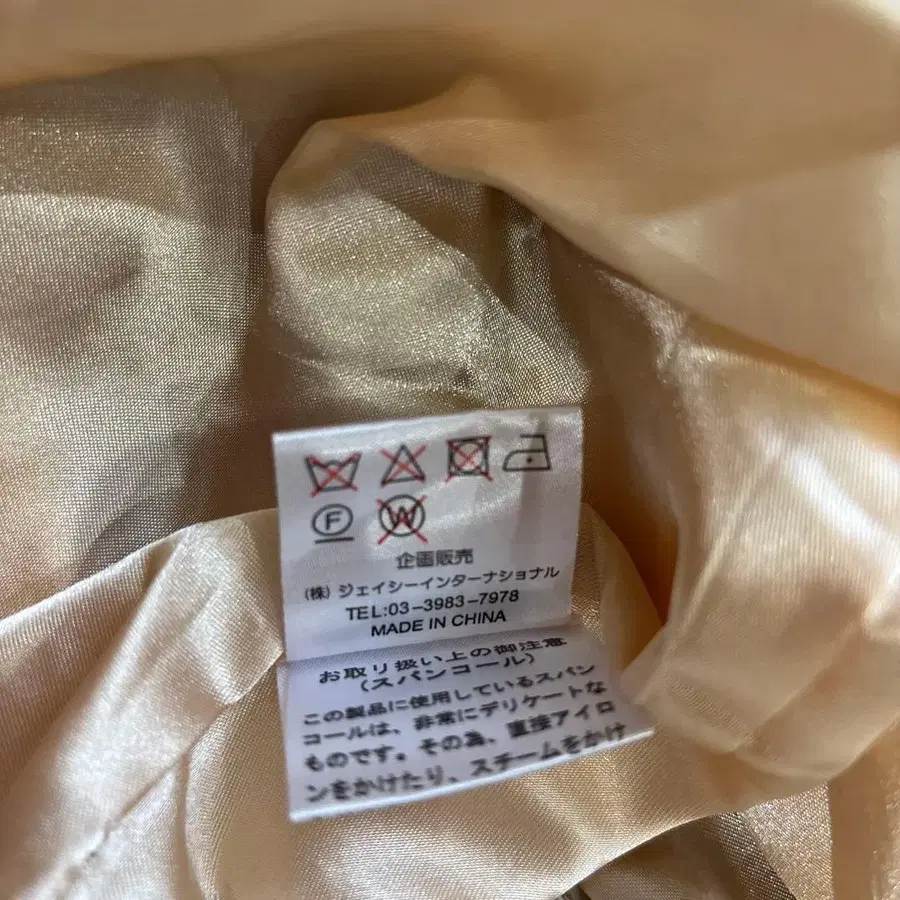 F W
企画販売
(株) ジェイシーインターナショナル
TEL:03-3983-7978
MADE IN CHINA
お取り扱い上の御注意
(スパンコール)
この製品に使用しているスパン
コールは、非常にデリケートな
ものです。その為、直接アイロ
ンをかけたり、スチームをかけ